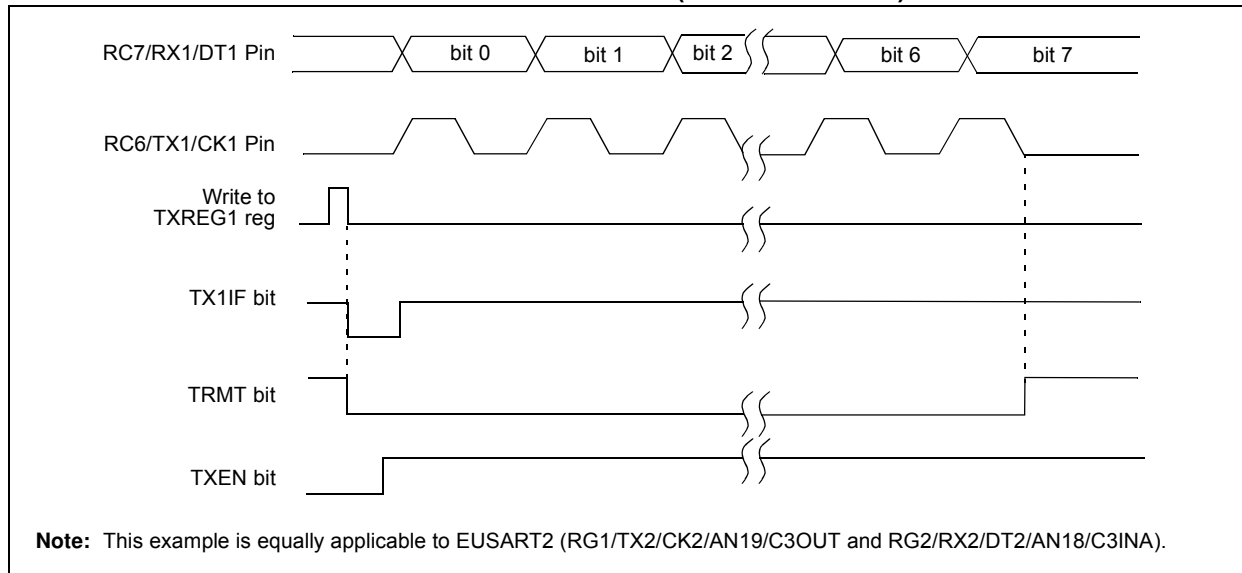 RC7/RX1/DT1 Pin
bit 0
bit 1
bit 2
bit 6
bit 7
RC6/TX1/CK1 Pin
Write to
TXREG1 reg
TX1IF bit
TRMT bit
TXEN bit
Note: This example is equally applicable to EUSART2 (RG1/TX2/CK2/AN19/C3OUT and RG2/RX2/DT2/AN18/C3INA).